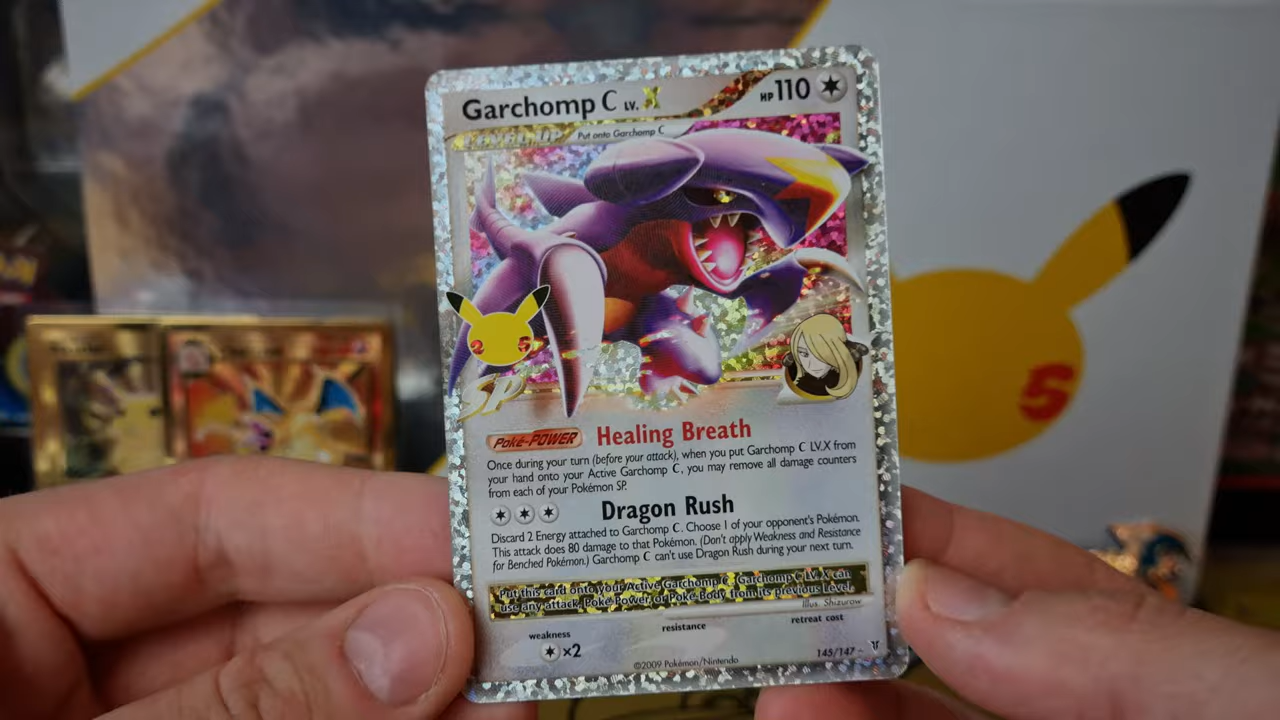 Garchomp C LV. X
HP 110
LEVEL-UP Put onto Garchomp C
25
SP
Poké-POWER Healing Breath
Once during your turn (before your attack), when you put Garchomp C LV.X from
your hand onto your Active Garchomp C, you may remove all damage counters
from each of your Pokémon SP.
Dragon Rush
Discard 2 Energy attached to Garchomp C. Choose 1 of your opponent's Pokémon.
This attack does 80 damage to that Pokémon. (Don't apply Weakness and Resistance
for Benched Pokémon.) Garchomp C can't use Dragon Rush during your next turn.
Put this card onto your Active Garchomp C. Garchomp C LV.X can
use any attack, Poké-Power, or Poké-Body from its previous Level.
Illus. Shizurow
weakness
resistance
retreat cost
×2
©2009 Pokémon/Nintendo
145/147
5